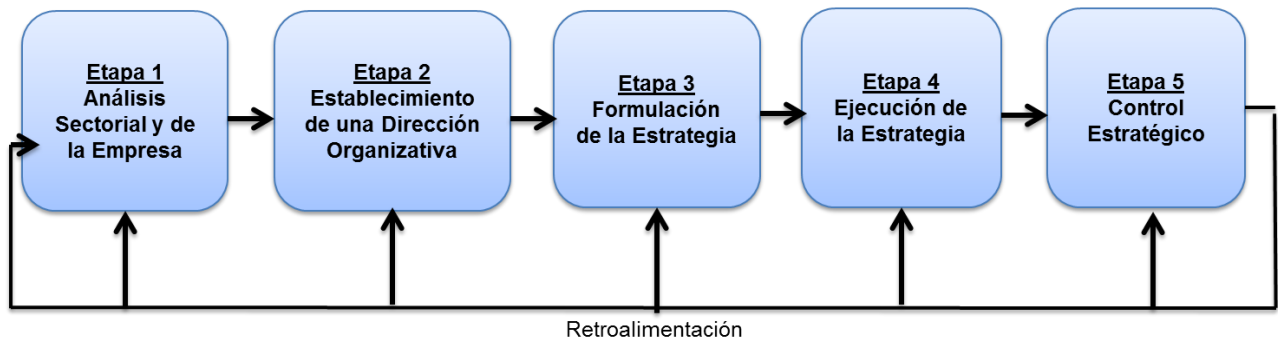 Etapa 1
Análisis
Sectorial y de
la Empresa
Etapa 2
Establecimiento
de una Dirección
Organizativa
Etapa 3
Formulación
de la Estrategia
Etapa 4
Ejecución de
la Estrategia
Etapa 5
Control
Estratégico
Retroalimentación